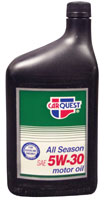 CARQUEST
All Season
SAE 5W-30
motor oil